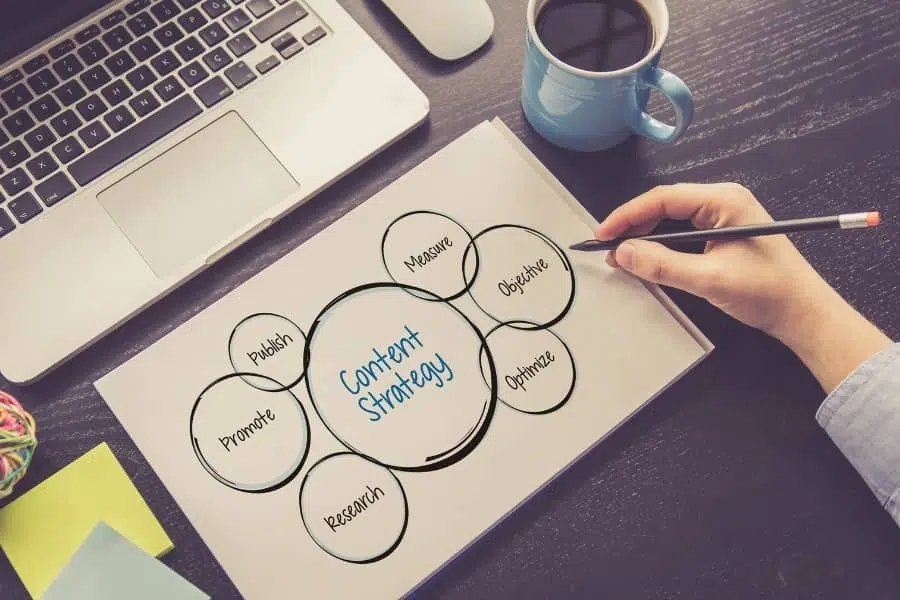 Measure
Objective
Publish
Content
Strategy
Optimize
Promote
Research